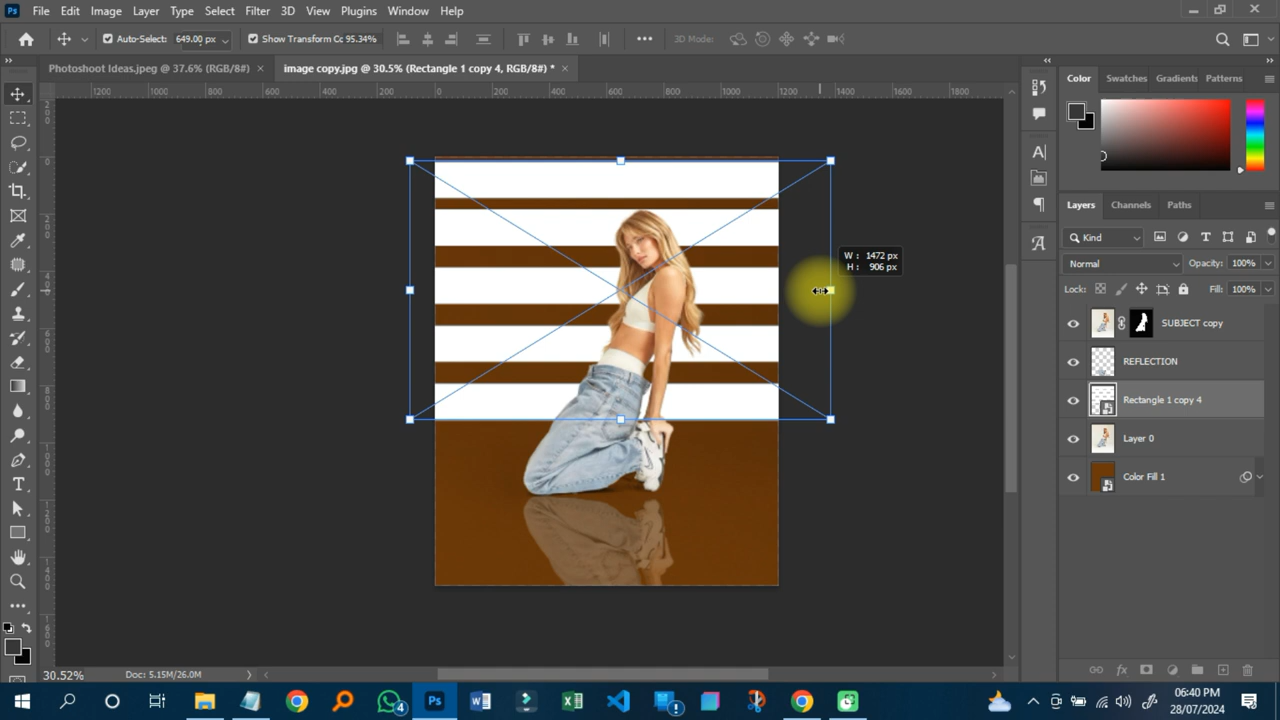 Ps File Edit Image Layer Type Select Filter 3D View Plugins Window Help
Auto-Select: 649.00 px Show Transform Cc 95.34% 3D Mode:
Photoshoot Ideas.jpeg @ 37.6% (RGB/8#) × image copy.jpg @ 30.5% (Rectangle 1 copy 4, RGB/8#) * ×
1200 1000 800 600 400 200 0 200 400 600 800 1000 1200 1400 1600 1800
Color Swatches Gradients Patterns
Layers Channels Paths
Kind
Normal Opacity: 100%
Lock: Fill: 100%
W : 1472 px
H : 906 px
SUBJECT copy
REFLECTION
Rectangle 1 copy 4
Layer 0
Color Fill 1
30.52% Doc: 5.15M/26.0M
4
Ps
06:40 PM
28/07/2024